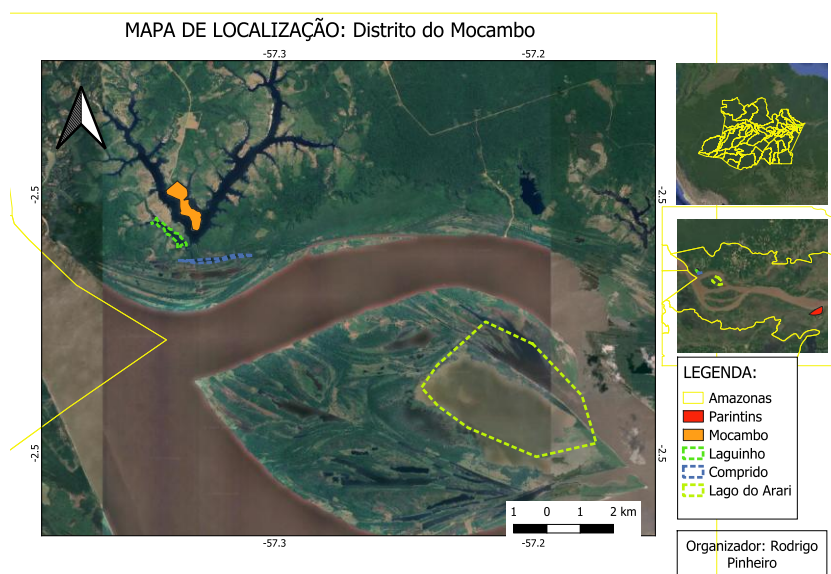 MAPA DE LOCALIZAÇÃO: Distrito do Mocambo
-57.3
-57.2
-2.5
-2.5
-2.5
-2.5
-57.3
-57.2
1 0 1 2 km
LEGENDA:
Amazonas
Parintins
Mocambo
Laguinho
Comprido
Lago do Arari
Organizador: Rodrigo
Pinheiro